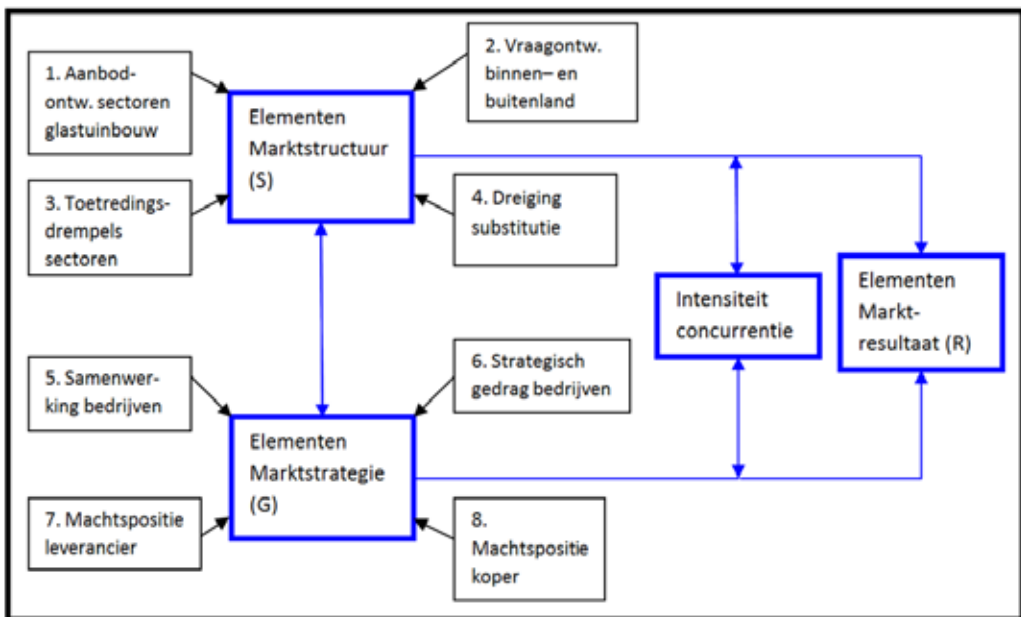 1. Aanbod-
ontw. sectoren
glastuinbouw
2. Vraagontw.
binnen– en
buitenland
Elementen
Marktstructuur
(S)
3. Toetredings-
drempels
sectoren
4. Dreiging
substitutie
Intensiteit
concurrentie
Elementen
Markt-
resultaat (R)
5. Samenwer-
king bedrijven
6. Strategisch
gedrag bedrijven
Elementen
Marktstrategie
(G)
7. Machtspositie
leverancier
8.
Machtspositie
koper